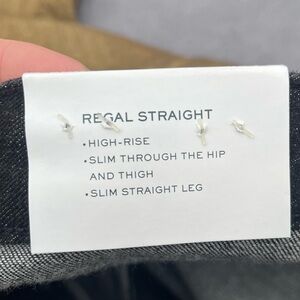 REGAL STRAIGHT
•HIGH-RISE
•SLIM THROUGH THE HIP
AND THIGH
•SLIM STRAIGHT LEG